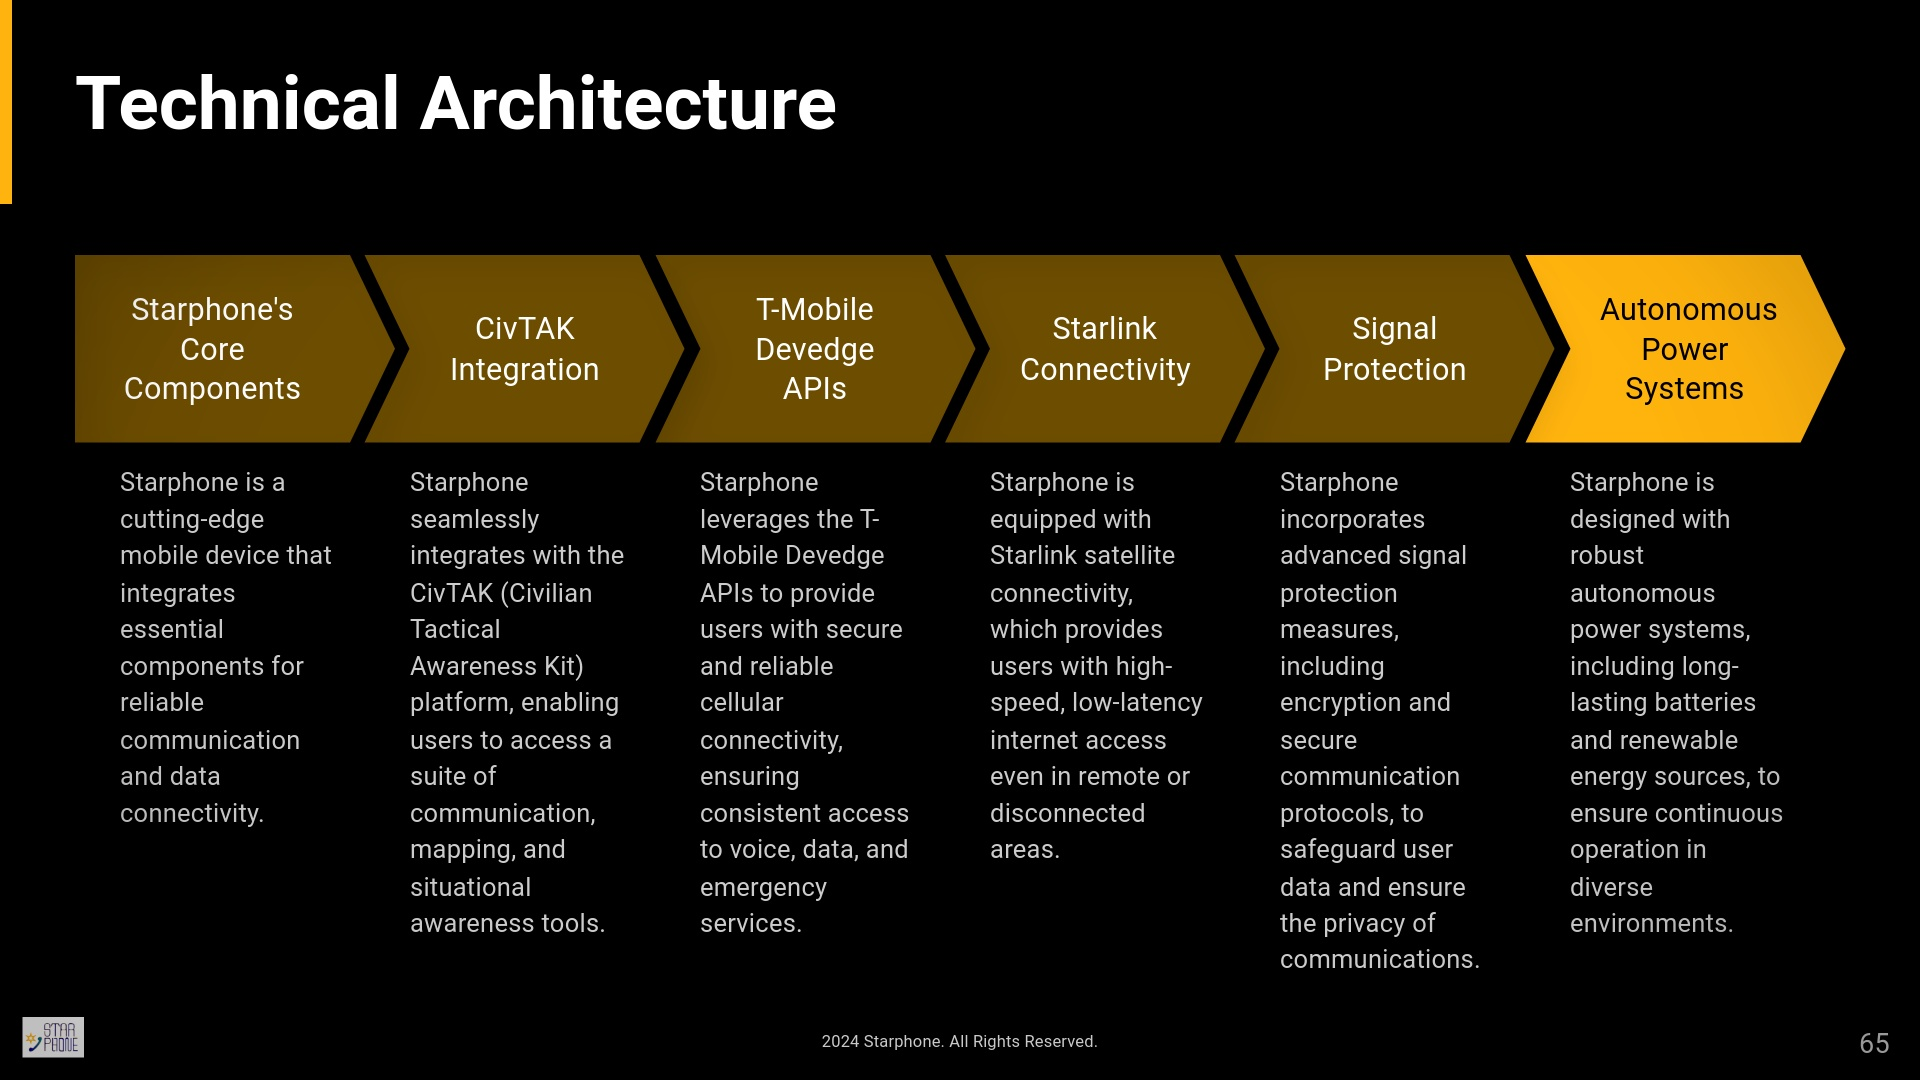 Technical Architecture
Starphone's
Core
Components
Starphone is a
cutting-edge
mobile device that
integrates
essential
components for
reliable
communication
and data
connectivity.
CivTAK
Integration
Starphone
seamlessly
integrates with the
CivTAK (Civilian
Tactical
Awareness Kit)
platform, enabling
users to access a
suite of
communication,
mapping, and
situational
awareness tools.
T-Mobile
Devedge
APIs
Starphone
leverages the T-
Mobile Devedge
APIs to provide
users with secure
and reliable
cellular
connectivity,
ensuring
consistent access
to voice, data, and
emergency
services.
Starlink
Connectivity
Starphone is
equipped with
Starlink satellite
connectivity,
which provides
users with high-
speed, low-latency
internet access
even in remote or
disconnected
areas.
Signal
Protection
Starphone
incorporates
advanced signal
protection
measures,
including
encryption and
secure
communication
protocols, to
safeguard user
data and ensure
the privacy of
communications.
Autonomous
Power
Systems
Starphone is
designed with
robust
autonomous
power systems,
including long-
lasting batteries
and renewable
energy sources, to
ensure continuous
operation in
diverse
environments.
STAR
PHONE
2024 Starphone. All Rights Reserved.
65